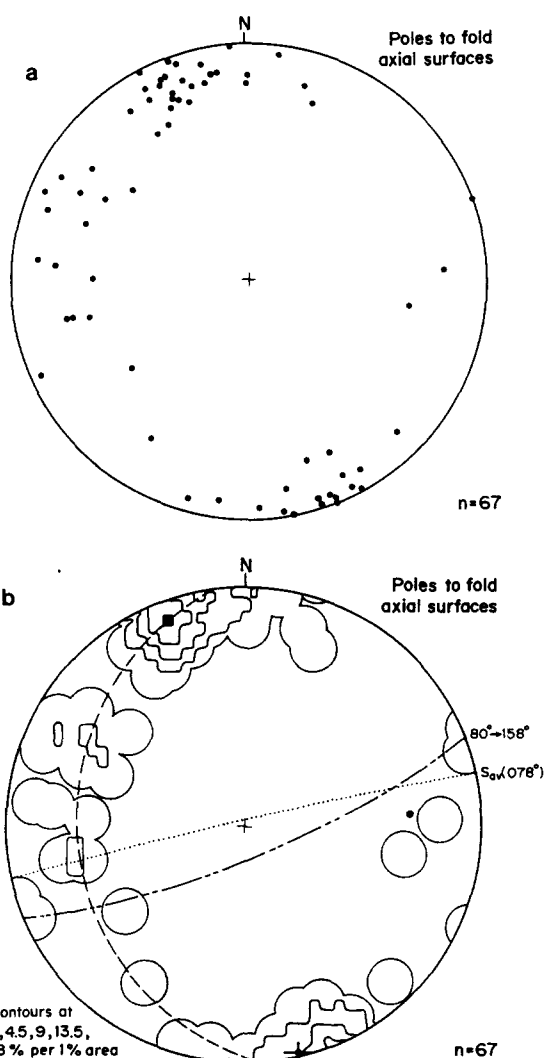 a
N
Poles to fold
axial surfaces
n=67
b
N
Poles to fold
axial surfaces
80°→158°
Sav(078°)
ontours at
,4.5,9,13.5,
8% per 1% area
n=67